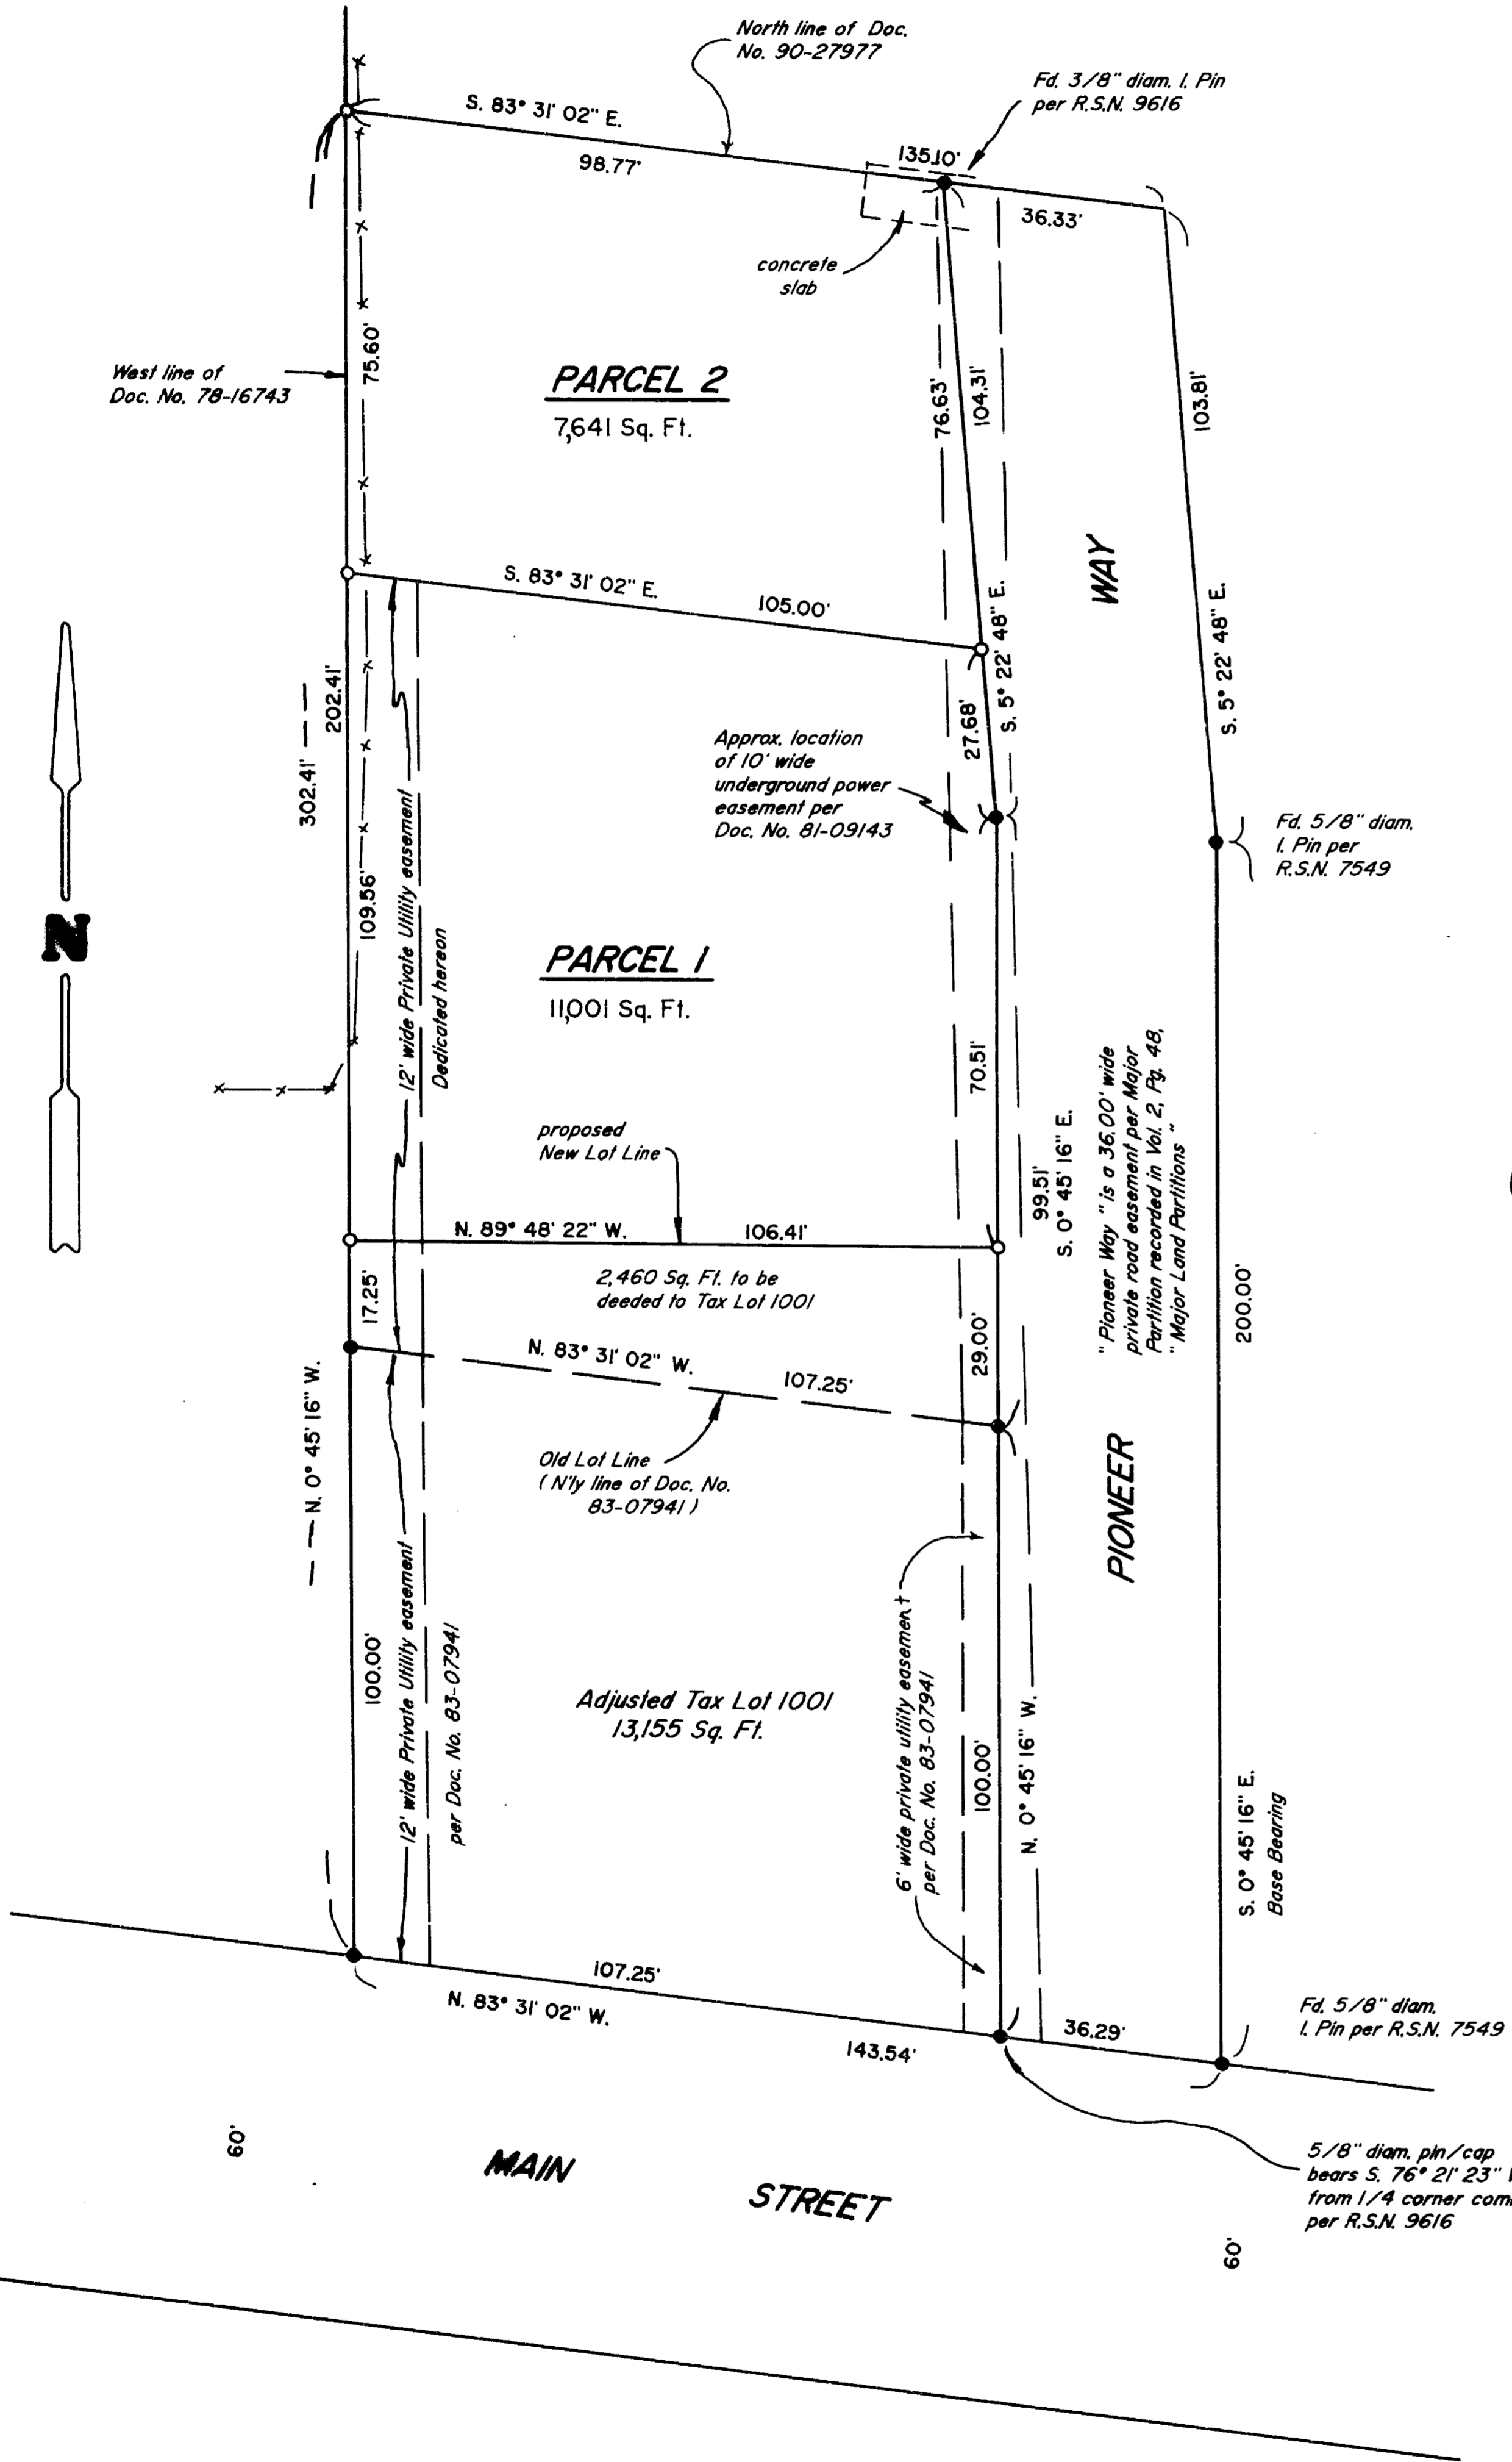 North line of Doc.
No. 90-27977
Fd. 3/8" diam. I. Pin
per R.S.N. 9616
S. 83° 31' 02" E.
98.77'
135.10'
36.33'
concrete
slab
West line of
Doc. No. 78-16743
75.60'
PARCEL 2
7,641 Sq. Ft.
76.63'
104.31'
103.81'
WAY
S. 83° 31' 02" E.
105.00'
S. 5° 22' 48" E.
S. 5° 22' 48" E.
302.41'
202.41'
27.68'
Approx. location
of 10' wide
underground power
easement per
Doc. No. 81-09143
Fd. 5/8" diam.
I. Pin per
R.S.N. 7549
N
109.56'
12' wide Private Utility easement
Dedicated hereon
PARCEL 1
11,001 Sq. Ft.
70.51'
99.51'
S. 0° 45' 16" E.
"Pioneer Way" is a 36.00' wide
private road easement per Major
Partition recorded in Vol. 2, Pg. 48,
"Major Land Partitions"
proposed
New Lot Line
N. 89° 48' 22" W.
106.41'
17.25'
2,460 Sq. Ft. to be
deeded to Tax Lot 1001
29.00'
200.00'
N. 83° 31' 02" W.
107.25'
N. 0° 45' 16" W.
Old Lot Line
(N'ly line of Doc. No.
83-07941)
PIONEER
100.00'
12' wide Private Utility easement
per Doc. No. 83-07941
Adjusted Tax Lot 1001
13,155 Sq. Ft.
6' wide private utility easement
per Doc. No. 83-07941
100.00'
N. 0° 45' 16" W.
S. 0° 45' 16" E.
Base Bearing
107.25'
N. 83° 31' 02" W.
143.54'
36.29'
Fd. 5/8" diam.
I. Pin per R.S.N. 7549
60'
MAIN
STREET
60'
5/8" diam. pin/cap
bears S. 76° 21' 23"
from 1/4 corner
per R.S.N. 9616